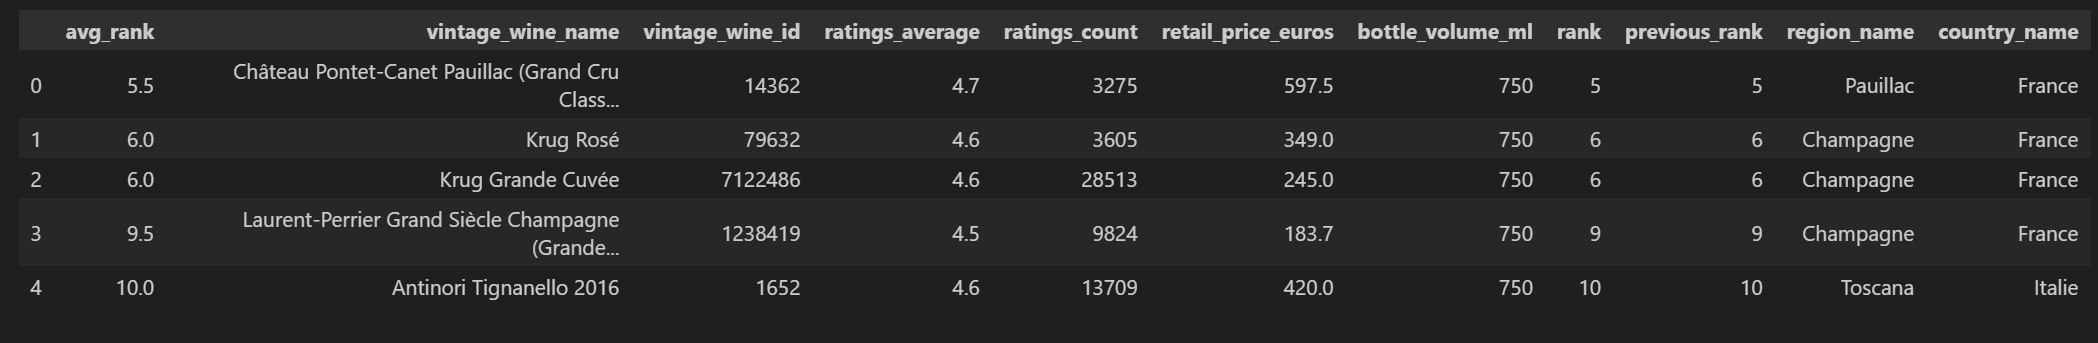 avg_rank vintage_wine_name vintage_wine_id ratings_average ratings_count retail_price_euros bottle_volume_ml rank previous_rank region_name country_name
0 5.5 Château Pontet-Canet Pauillac (Grand Cru
Class... 14362 4.7 3275 597.5 750 5 5 Pauillac France
1 6.0 Krug Rosé 79632 4.6 3605 349.0 750 6 6 Champagne France
2 6.0 Krug Grande Cuvée 7122486 4.6 28513 245.0 750 6 6 Champagne France
3 9.5 Laurent-Perrier Grand Siècle Champagne
(Grande... 1238419 4.5 9824 183.7 750 9 9 Champagne France
4 10.0 Antinori Tignanello 2016 1652 4.6 13709 420.0 750 10 10 Toscana Italie